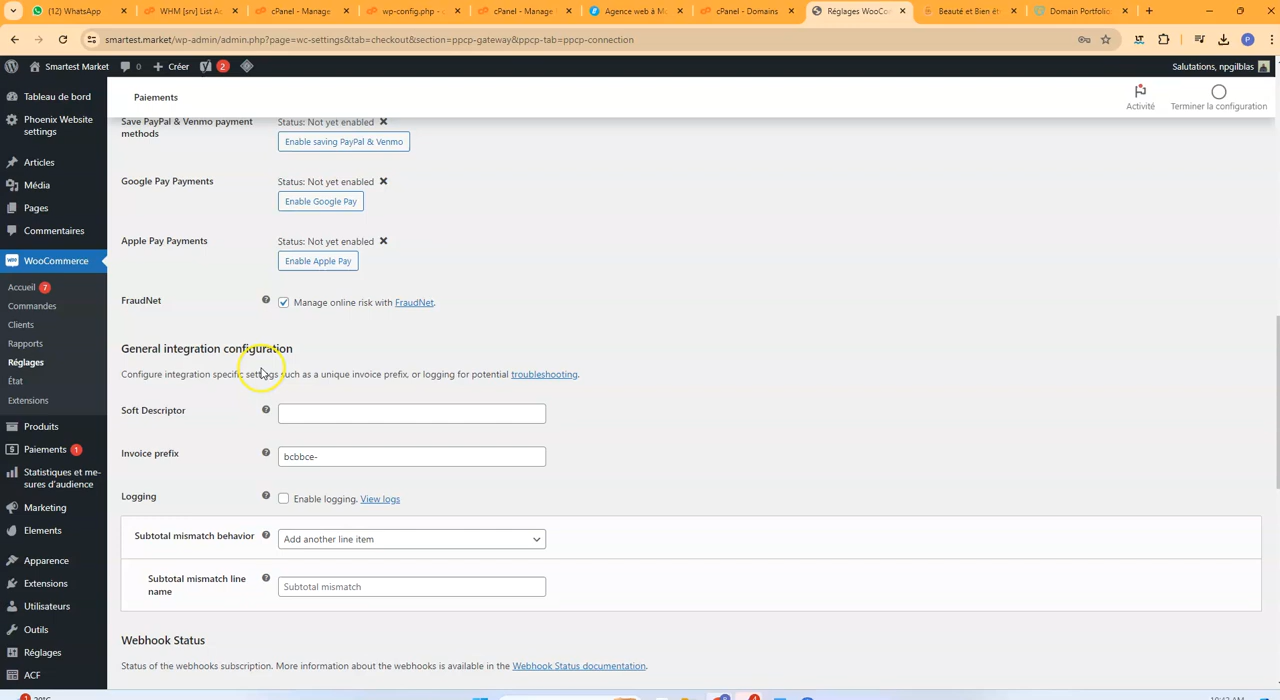 (12) WhatsApp
WHM [srv] List Ac
cPanel - Manage
wp-config.php -
cPanel - Manage
Agence web à Mo
cPanel - Domains
Réglages WooCom
Beauté et Bien êt
Domain Portfolio
smartest.market/wp-admin/admin.php?page=wc-settings&tab=checkout&section=ppcp-gateway&ppcp-tab=ppcp-connection
Smartest Market
0
Créer
2
Salutations, npgilblas
Tableau de bord
Phoenix Website
settings
Articles
Média
Pages
Commentaires
WooCommerce
Accueil 7
Commandes
Clients
Rapports
Réglages
État
Extensions
Produits
Paiements 1
Statistiques et me-
sures d'audience
Marketing
Elements
Apparence
Extensions
Utilisateurs
Outils
Réglages
ACF
Paiements
Activité
Terminer la configuration
Save PayPal & Venmo payment
methods
Status: Not yet enabled
Enable saving PayPal & Venmo
Google Pay Payments
Status: Not yet enabled
Enable Google Pay
Apple Pay Payments
Status: Not yet enabled
Enable Apple Pay
FraudNet
Manage online risk with FraudNet.
General integration configuration
Configure integration specific settings such as a unique invoice prefix, or logging for potential troubleshooting.
Soft Descriptor
Invoice prefix
bcbbce-
Logging
Enable logging. View logs
Subtotal mismatch behavior
Add another line item
Subtotal mismatch line
name
Subtotal mismatch
Webhook Status
Status of the webhooks subscription. More information about the webhooks is available in the Webhook Status documentation.